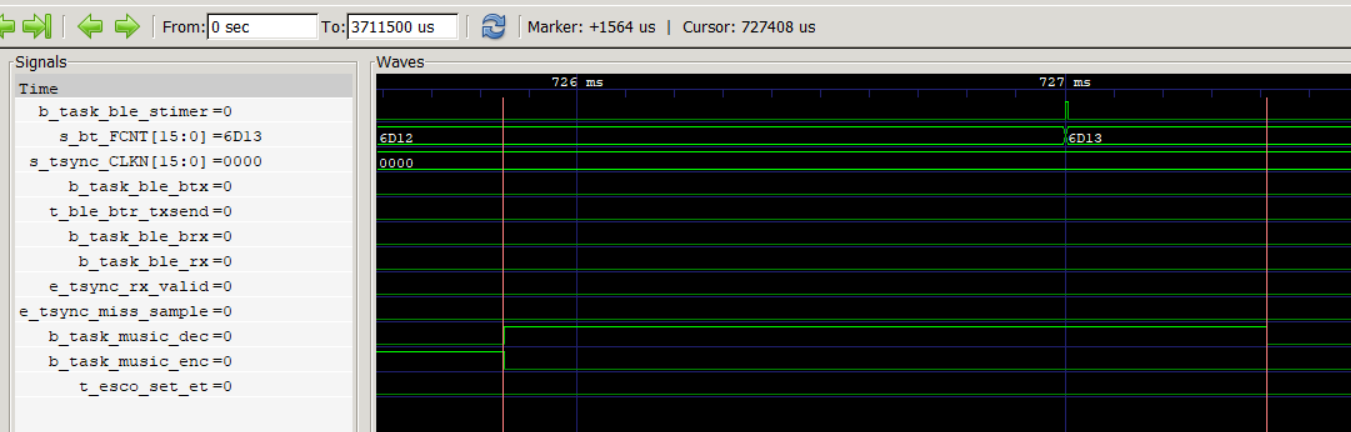 From: 0 sec To: 3711500 us Marker: +1564 us | Cursor: 727408 us
Signals Waves
Time 726 ms 727 ms
b_task_ble_stimer=0
s_bt_FCNT[15:0]=6D13 6D12 6D13
s_tsync_CLKN[15:0]=0000 0000
b_task_ble_btx=0
t_ble_btr_txsend=0
b_task_ble_brx=0
b_task_ble_rx=0
e_tsync_rx_valid=0
e_tsync_miss_sample=0
b_task_music_dec=0
b_task_music_enc=0
t_esco_set_et=0